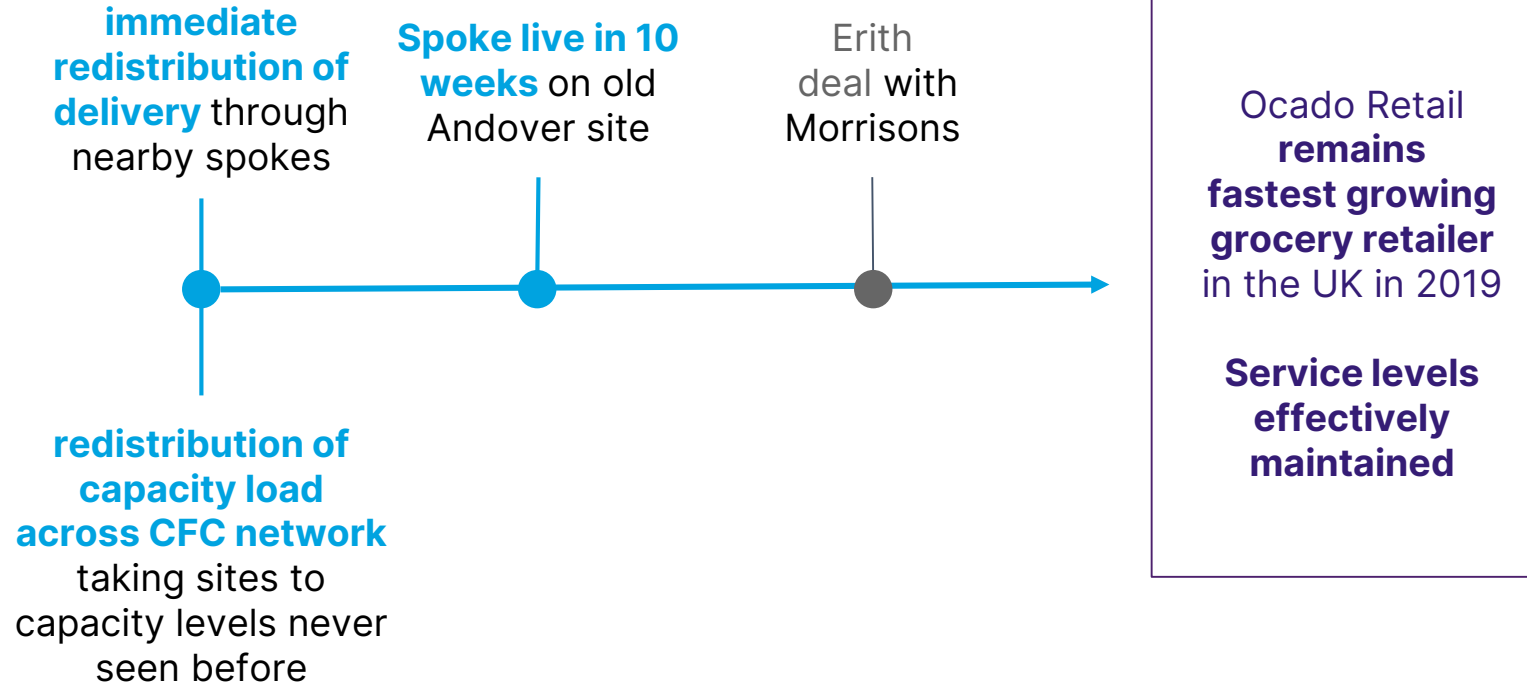 immediate
redistribution of
delivery through
nearby spokes
Spoke live in 10
weeks on old
Andover site
Erith
deal with
Morrisons
redistribution of
capacity load
across CFC network
taking sites to
capacity levels never
seen before
Ocado Retail
remains
fastest growing
grocery retailer
in the UK in 2019
Service levels
effectively
maintained